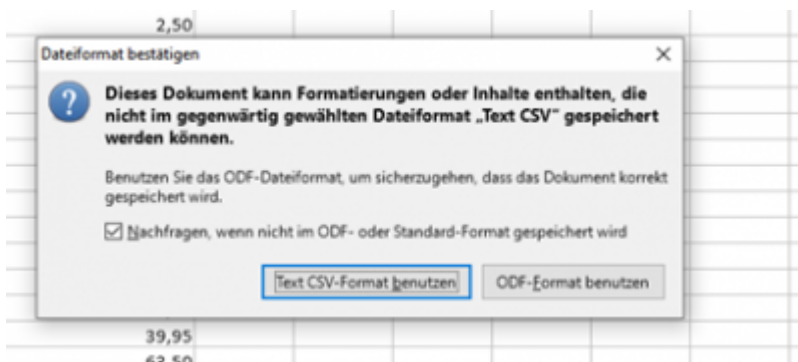 2,50
Dateiformat bestätigen
Dieses Dokument kann Formatierungen oder Inhalte enthalten, die
nicht im gegenwärtig gewählten Dateiformat „Text CSV“ gespeichert
werden können.
Benutzen Sie das ODF-Dateiformat, um sicherzugehen, dass das Dokument korrekt
gespeichert wird.
Nachfragen, wenn nicht im ODF- oder Standard-Format gespeichert wird
Text CSV-Format benutzen ODF-Format benutzen
39,95
63,50